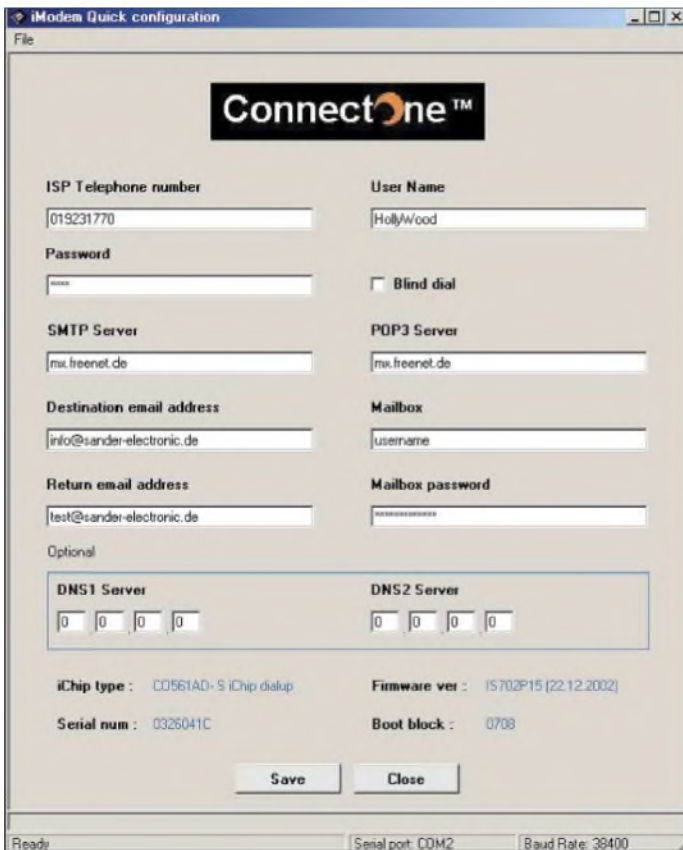 iModem Quick configuration
File
ConnectOne™
ISP Telephone number
User Name
019231770
HollyWood
Password
****
Blind dial
SMTP Server
POP3 Server
mx.freenet.de
mx.freenet.de
Destination email address
Mailbox
info@sander-electronic.de
username
Return email address
Mailbox password
test@sander-electronic.de
*************
Optional
DNS1 Server
DNS2 Server
0 . 0 . 0 . 0
0 . 0 . 0 . 0
iChip type : CO561AD- S iChip dialup
Firmware ver : IS702P15 (22.12.2002)
Serial num : 0326041C
Boot block : 0708
Save
Close
Ready
Serial port: COM2
Baud Rate: 38400